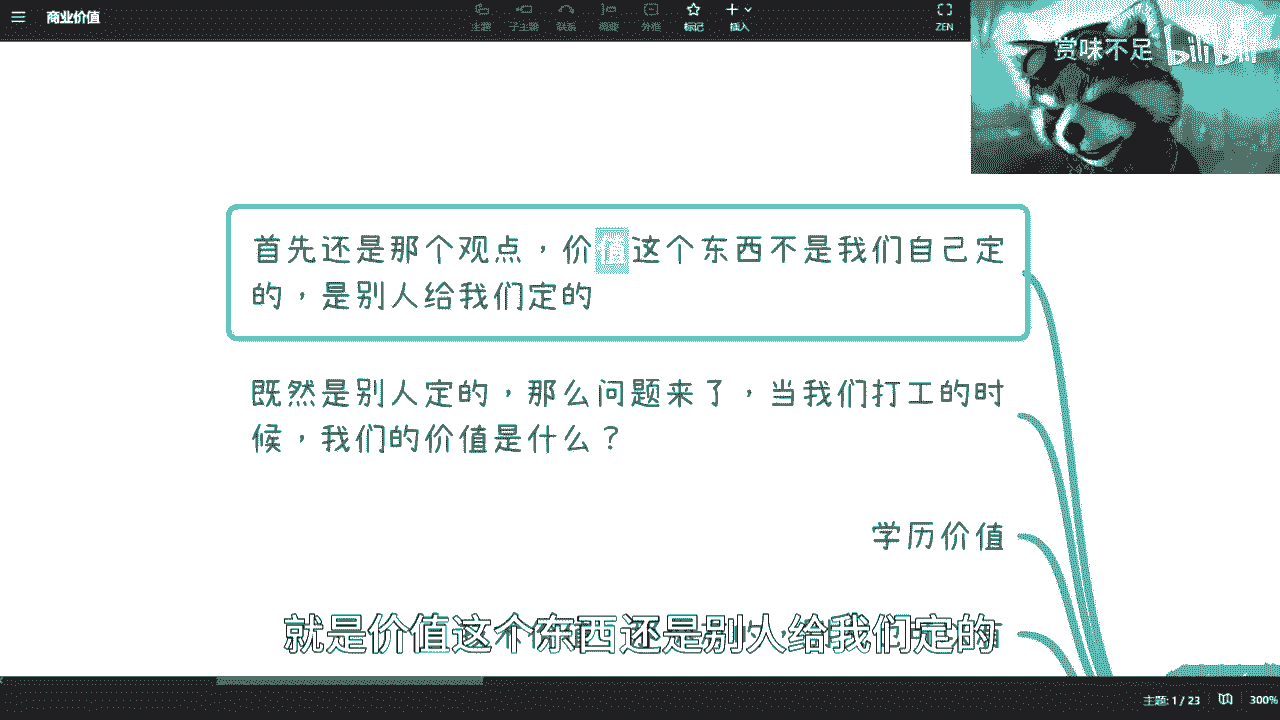 商业价值
主题
子主题
联系
概要
外框
标记
插入
ZEN
赏味不足
bilibili
首先还是那个观点，价值这个东西不是我们自己定
的，是别人给我们定的
既然是别人定的，那么问题来了，当我们打工的时
候，我们的价值是什么？
学历价值
就是价值这个东西还是别人给我们定的
主题: 1 / 23
300%